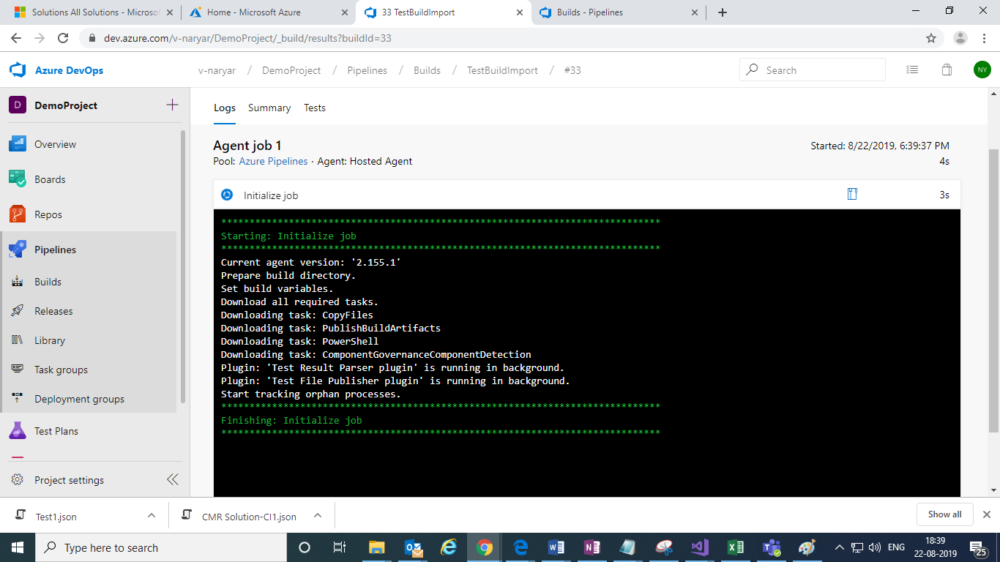 Solutions All Solutions - Microso
Home - Microsoft Azure
33 TestBuildImport
Builds - Pipelines
dev.azure.com/v-naryar/DemoProject/_build/results?buildId=33
Azure DevOps
v-naryar / DemoProject / Pipelines / Builds / TestBuildImport / #33
Search
NY
D
DemoProject
Overview
Boards
Repos
Pipelines
Builds
Releases
Library
Task groups
Deployment groups
Test Plans
Project settings
Logs Summary Tests
Agent job 1
Started: 8/22/2019, 6:39:37 PM
Pool: Azure Pipelines · Agent: Hosted Agent
4s
Initialize job
3s
******************************************************************************
Starting: Initialize job
******************************************************************************
Current agent version: '2.155.1'
Prepare build directory.
Set build variables.
Download all required tasks.
Downloading task: CopyFiles
Downloading task: PublishBuildArtifacts
Downloading task: PowerShell
Downloading task: ComponentGovernanceComponentDetection
Plugin: 'Test Result Parser plugin' is running in background.
Plugin: 'Test File Publisher plugin' is running in background.
Start tracking orphan processes.
******************************************************************************
Finishing: Initialize job
******************************************************************************
Test1.json
CMR Solution-CI1.json
Show all
Type here to search
ENG
18:39
22-08-2019
25